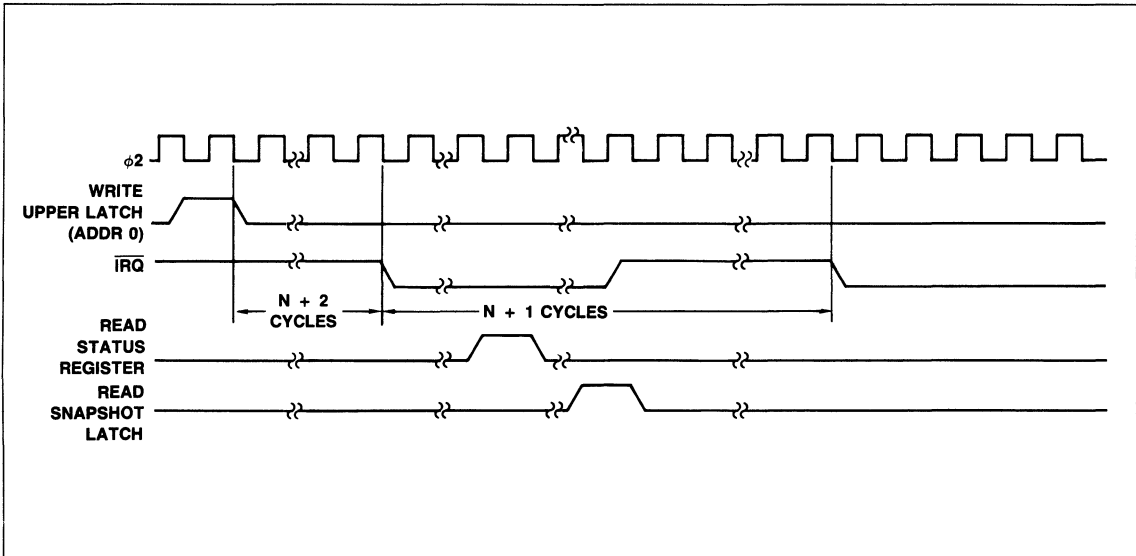 φ2
WRITE
UPPER LATCH
(ADDR 0)
IRQ
N + 2
CYCLES
N + 1 CYCLES
READ
STATUS
REGISTER
READ
SNAPSHOT
LATCH